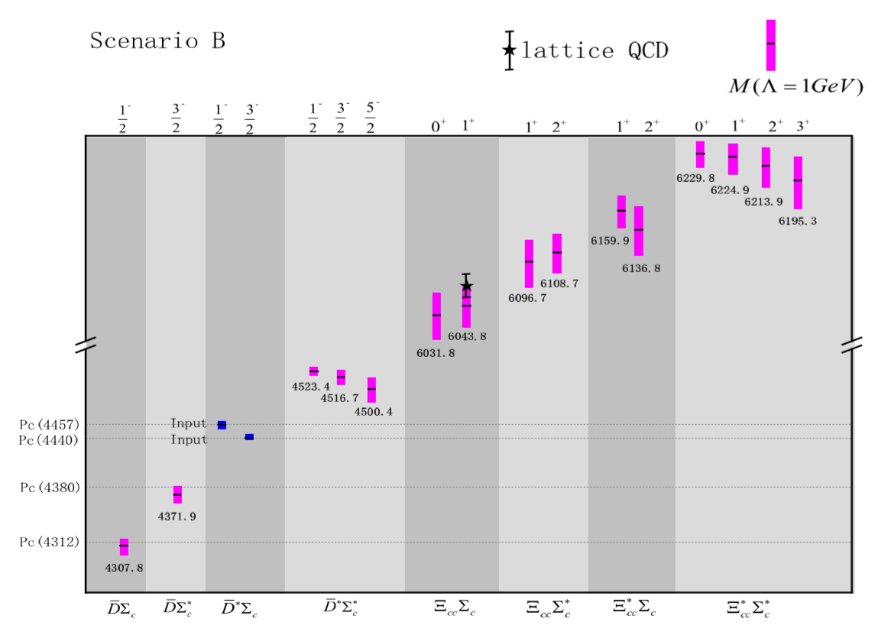 Scenario B
lattice QCD
M(Λ = 1GeV)
1/2⁻ 3/2⁻ 1/2⁻ 3/2⁻ 1/2⁻ 3/2⁻ 5/2⁻ 0⁺ 1⁺ 1⁺ 2⁺ 1⁺ 2⁺ 0⁺ 1⁺ 2⁺ 3⁺
6229.8
6224.9
6213.9
6195.3
6159.9
6136.8
6096.7
6108.7
6031.8
6043.8
4523.4
4516.7
4500.4
Pc(4457) Input
Pc(4440) Input
Pc(4380)
4371.9
Pc(4312)
4307.8
D̅Σc D̅Σc* D̅*Σc D̅*Σc* ΞccΣc ΞccΣc* Ξcc*Σc Ξcc*Σc*